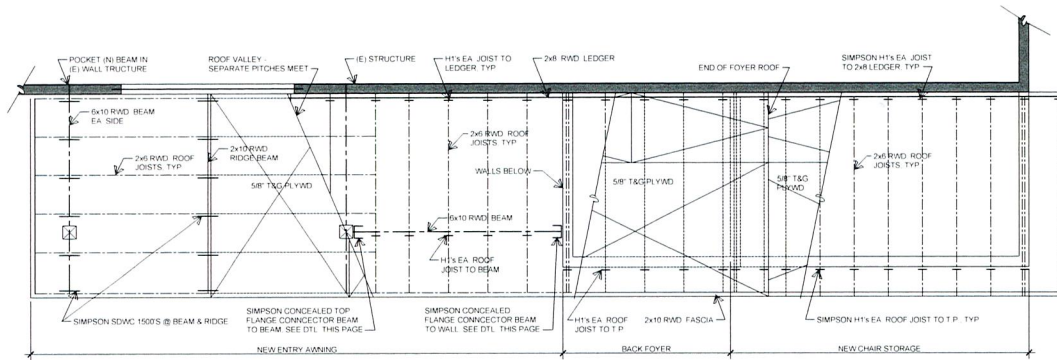 POCKET (N) BEAM IN
(E) WALL TRUCTURE
ROOF VALLEY
SEPARATE PITCHES MEET
(E) STRUCTURE
H1's EA JOIST TO
LEDGER, TYP
2x8 RWD LEDGER
END OF FOYER ROOF
SIMPSON H1's EA JOIST
TO 2x8 LEDGER, TYP
6x10 RWD BEAM
EA SIDE
2x6 RWD ROOF
JOISTS TYP
2x10 RWD
RIDGE BEAM
5/8" T&G PLYWD
2x6 RWD ROOF
JOISTS TYP
WALLS BELOW
5/8" T&G PLYWD
5/8" T&G
PLYWD
2x6 RWD ROOF
JOISTS TYP
6x10 RWD BEAM
H1's EA ROOF
JOIST TO BEAM
SIMPSON SDWC 1500'S @ BEAM & RIDGE
SIMPSON CONCEALED TOP
FLANGE CONNCECTOR BEAM
TO BEAM SEE DTL THIS PAGE
SIMPSON CONCEALED
FLANGE CONNCECTOR BEAM
TO WALL SEE DTL THIS PAGE
H1's EA ROOF
JOIST TO T.P.
2x10 RWD FASCIA
SIMPSON H1's EA ROOF JOIST TO T.P. TYP
NEW ENTRY AWNING
BACK FOYER
NEW CHAIR STORAGE